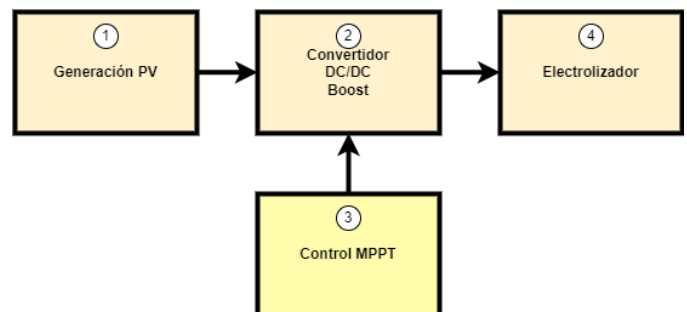 1
Generación PV
2
Convertidor
DC/DC
Boost
4
Electrolizador
3
Control MPPT